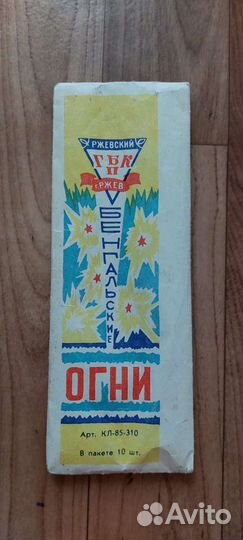 РЖЕВСКИЙ
ГБК
П
г. РЖЕВ
БЕНГАЛЬСКИЕ
ОГНИ
Арт. КЛ-85-310
В пакете 10 шт.
Avito